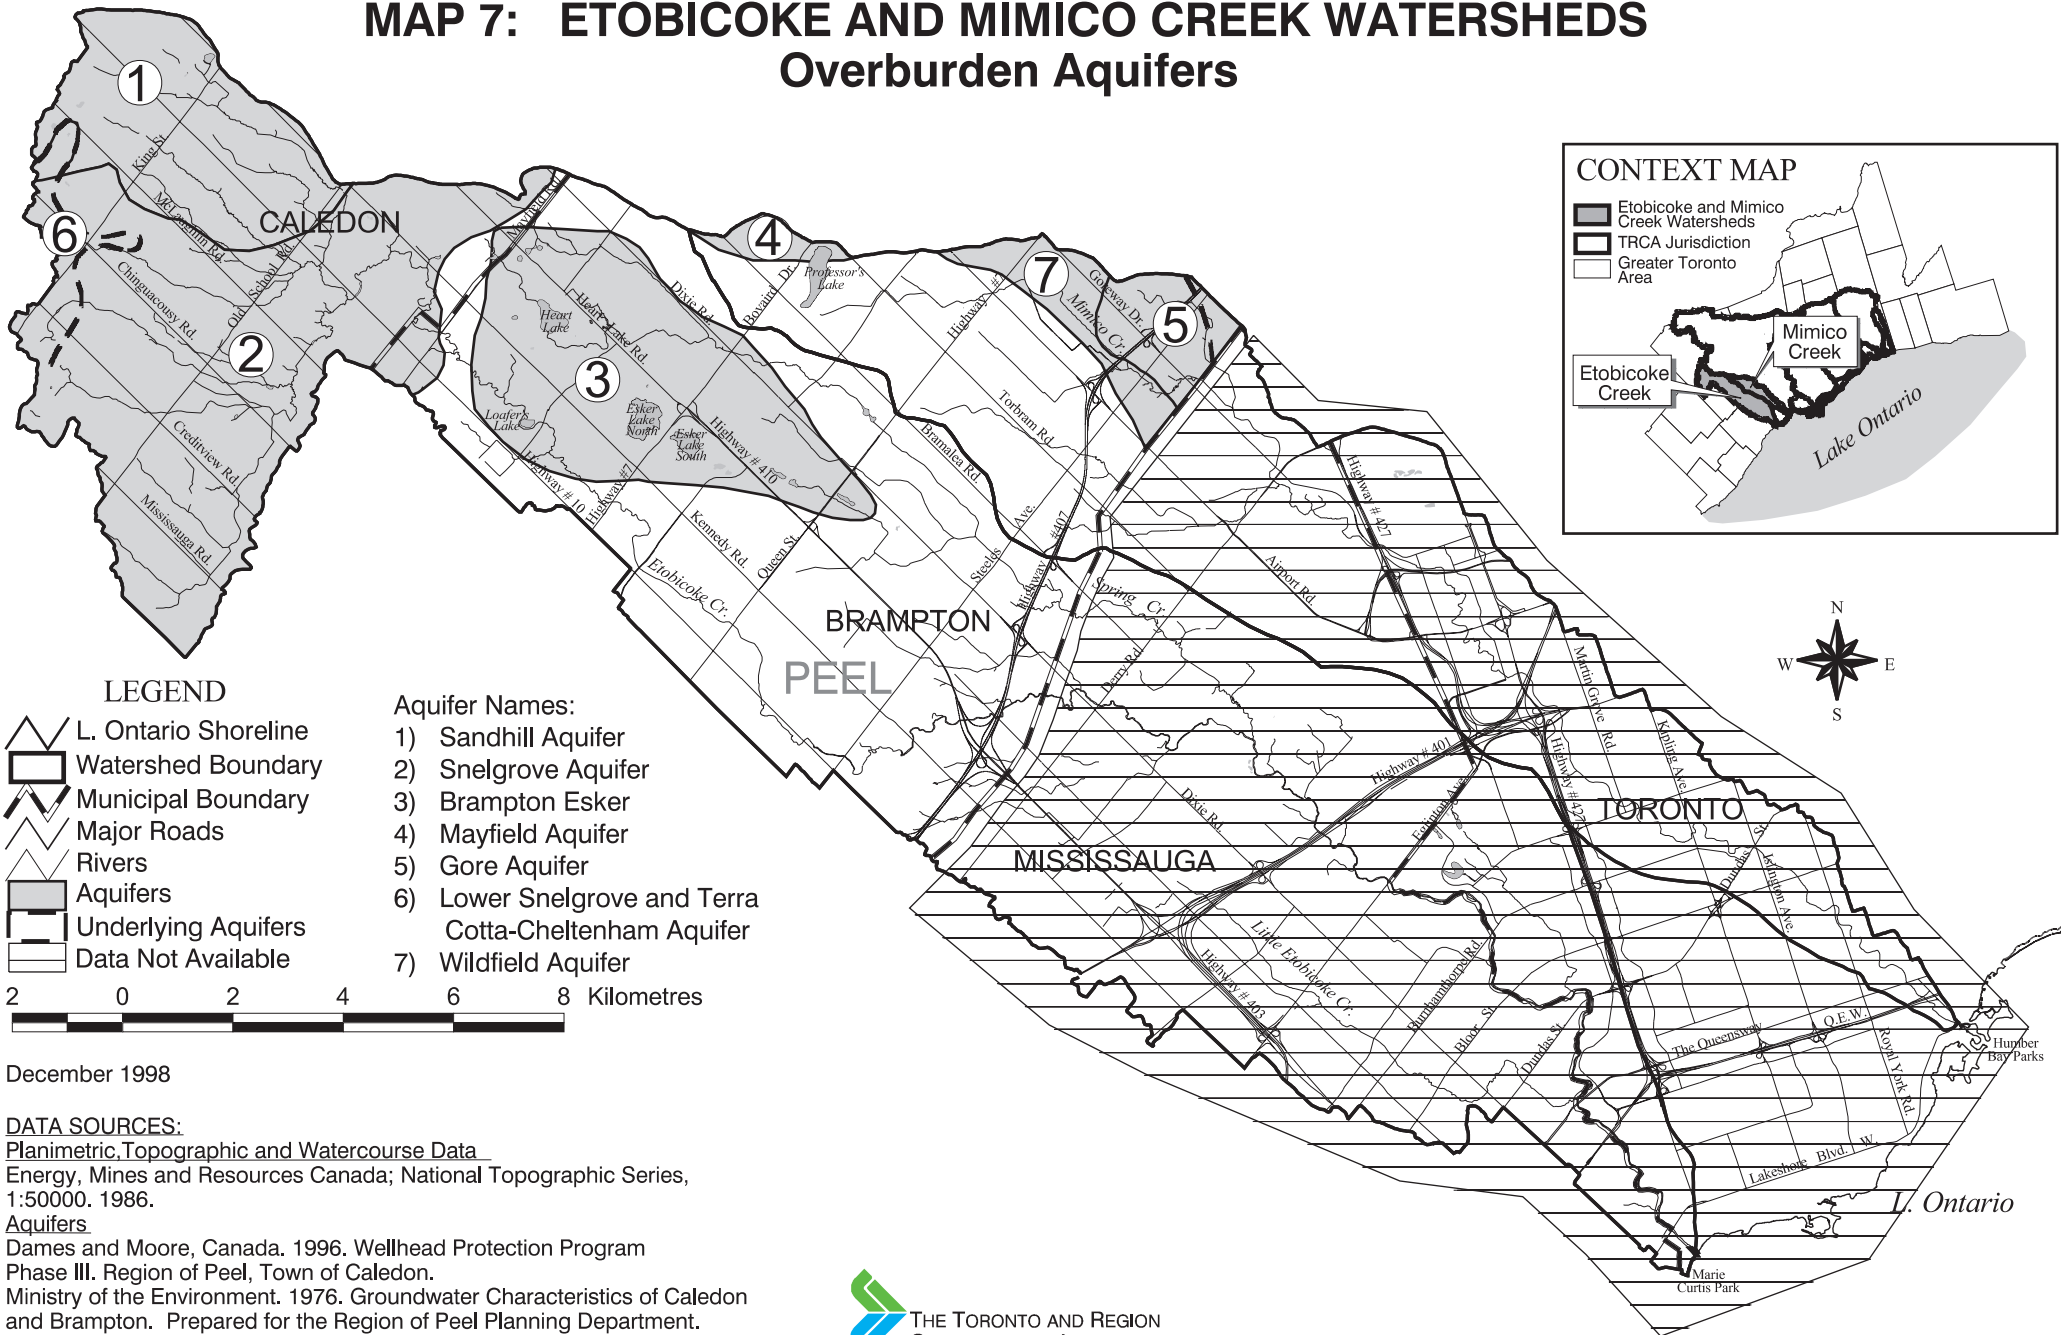 MAP 7: ETOBICOKE AND MIMICO CREEK WATERSHEDS
Overburden Aquifers
1
6
2
3
4
7
5
CALEDON
King St.
McLaughlin Rd.
Old School Rd.
Chinguacousy Rd.
Creditview Rd.
Mississauga Rd.
Mayfield Rd.
Heart
Lake
Heart Lake Rd.
Dixie Rd.
Bovaird Dr.
Professor's
Lake
Highway #7
Goreway Dr.
Mimico Cr.
Loafer's
Lake
Esker
Lake
North
Esker
Lake
South
Highway # 410
Highway # 10
Highway #7
Kennedy Rd.
Queen St.
Etobicoke Cr.
Torbram Rd.
Bramalea Rd.
Steeles Ave.
Highway #407
BRAMPTON
PEEL
Spring Cr.
Derry Rd.
Airport Rd.
Highway # 427
Martin Grove Rd.
Kipling Ave.
Highway # 401
Highway # 427
Eglinton Ave.
Dixie Rd.
TORONTO
MISSISSAUGA
Dundas St.
Islington Ave.
Little Etobicoke Cr.
Highway # 403
Burnhamthorpe Rd.
Bloor St.
Dundas St
The Queensway
Q.E.W.
Royal York Rd.
Humber
Bay Parks
Lakeshore Blvd. W.
L. Ontario
Marie
Curtis Park
CONTEXT MAP
Etobicoke and Mimico
Creek Watersheds
TRCA Jurisdiction
Greater Toronto
Area
Mimico
Creek
Etobicoke
Creek
Lake Ontario
N
W
E
S
LEGEND
L. Ontario Shoreline
Watershed Boundary
Municipal Boundary
Major Roads
Rivers
Aquifers
Underlying Aquifers
Data Not Available
Aquifer Names:
1) Sandhill Aquifer
2) Snelgrove Aquifer
3) Brampton Esker
4) Mayfield Aquifer
5) Gore Aquifer
6) Lower Snelgrove and Terra
Cotta-Cheltenham Aquifer
7) Wildfield Aquifer
2 0 2 4 6 8 Kilometres
December 1998
DATA SOURCES:
Planimetric,Topographic and Watercourse Data
Energy, Mines and Resources Canada; National Topographic Series,
1:50000. 1986.
Aquifers
Dames and Moore, Canada. 1996. Wellhead Protection Program
Phase III. Region of Peel, Town of Caledon.
Ministry of the Environment. 1976. Groundwater Characteristics of Caledon
and Brampton. Prepared for the Region of Peel Planning Department.
THE TORONTO AND REGION